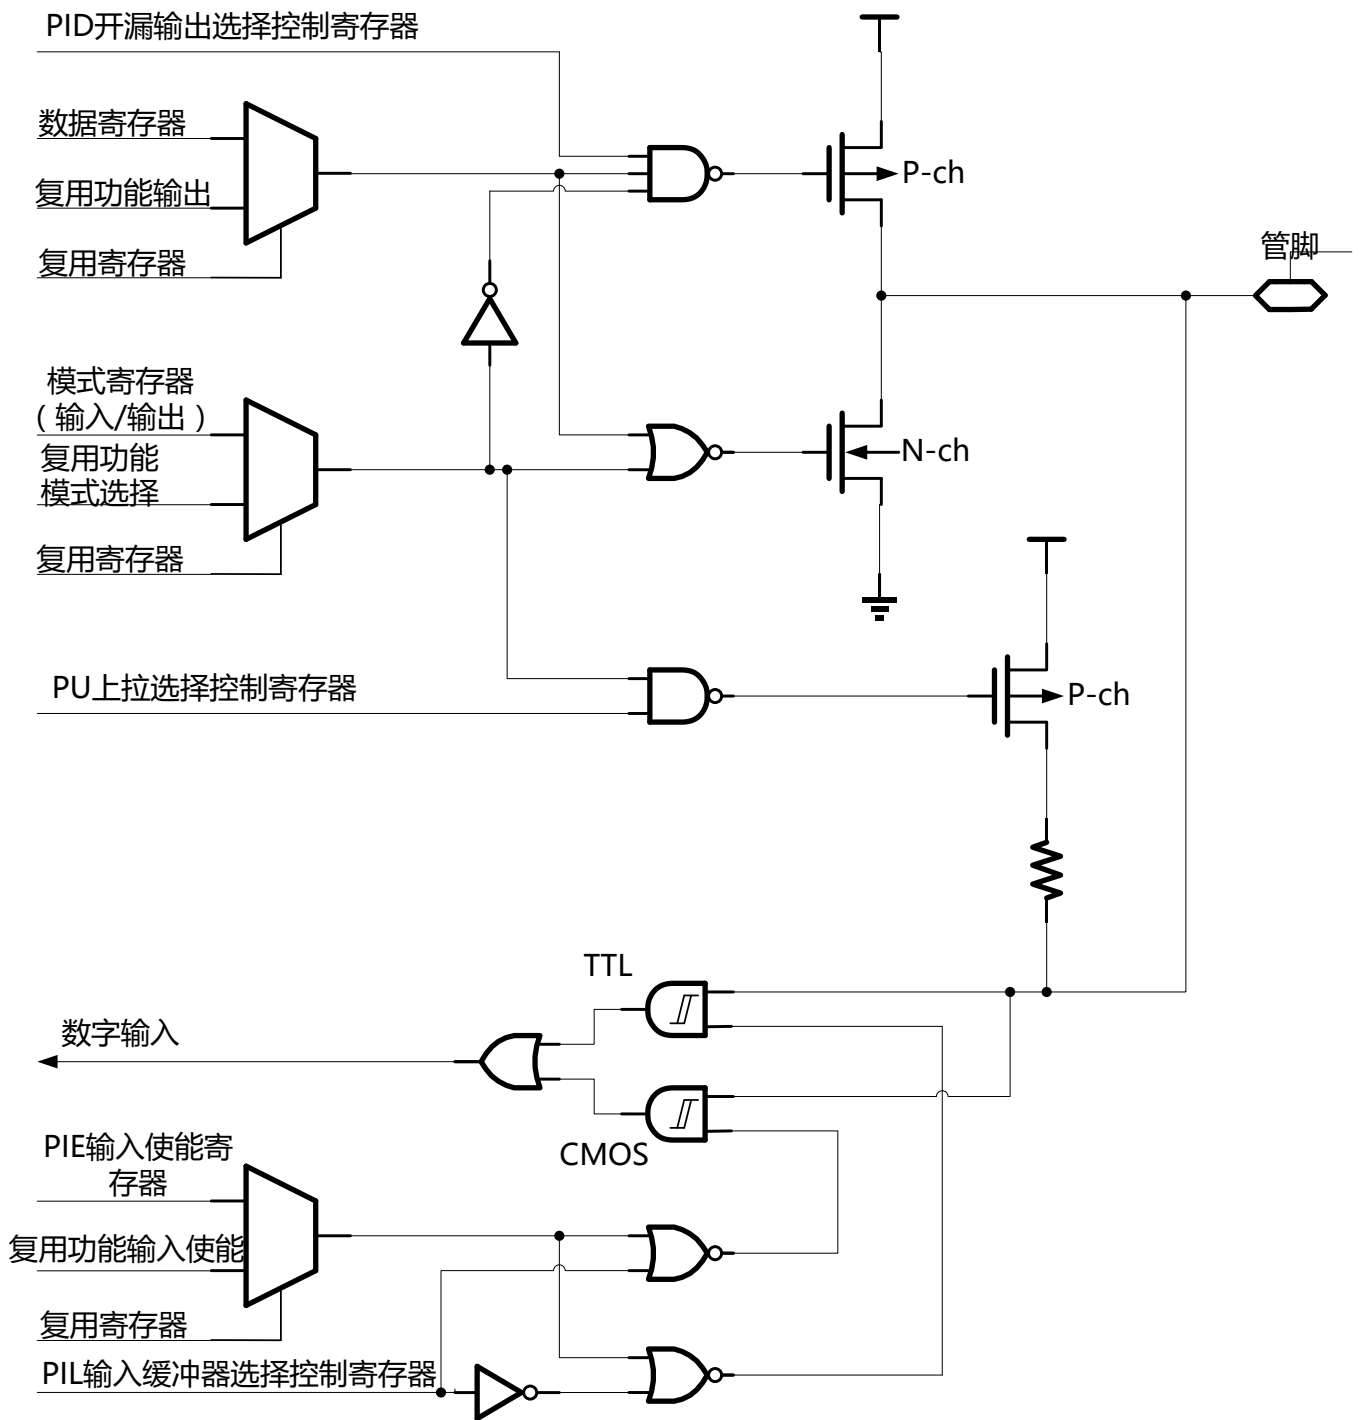 PID开漏输出选择控制寄存器
数据寄存器
复用功能输出
复用寄存器
P-ch
管脚
模式寄存器
（输入/输出）
复用功能
模式选择
复用寄存器
N-ch
PU上拉选择控制寄存器
P-ch
TTL
数字输入
CMOS
PIE输入使能寄
存器
复用功能输入使能
复用寄存器
PIL输入缓冲器选择控制寄存器